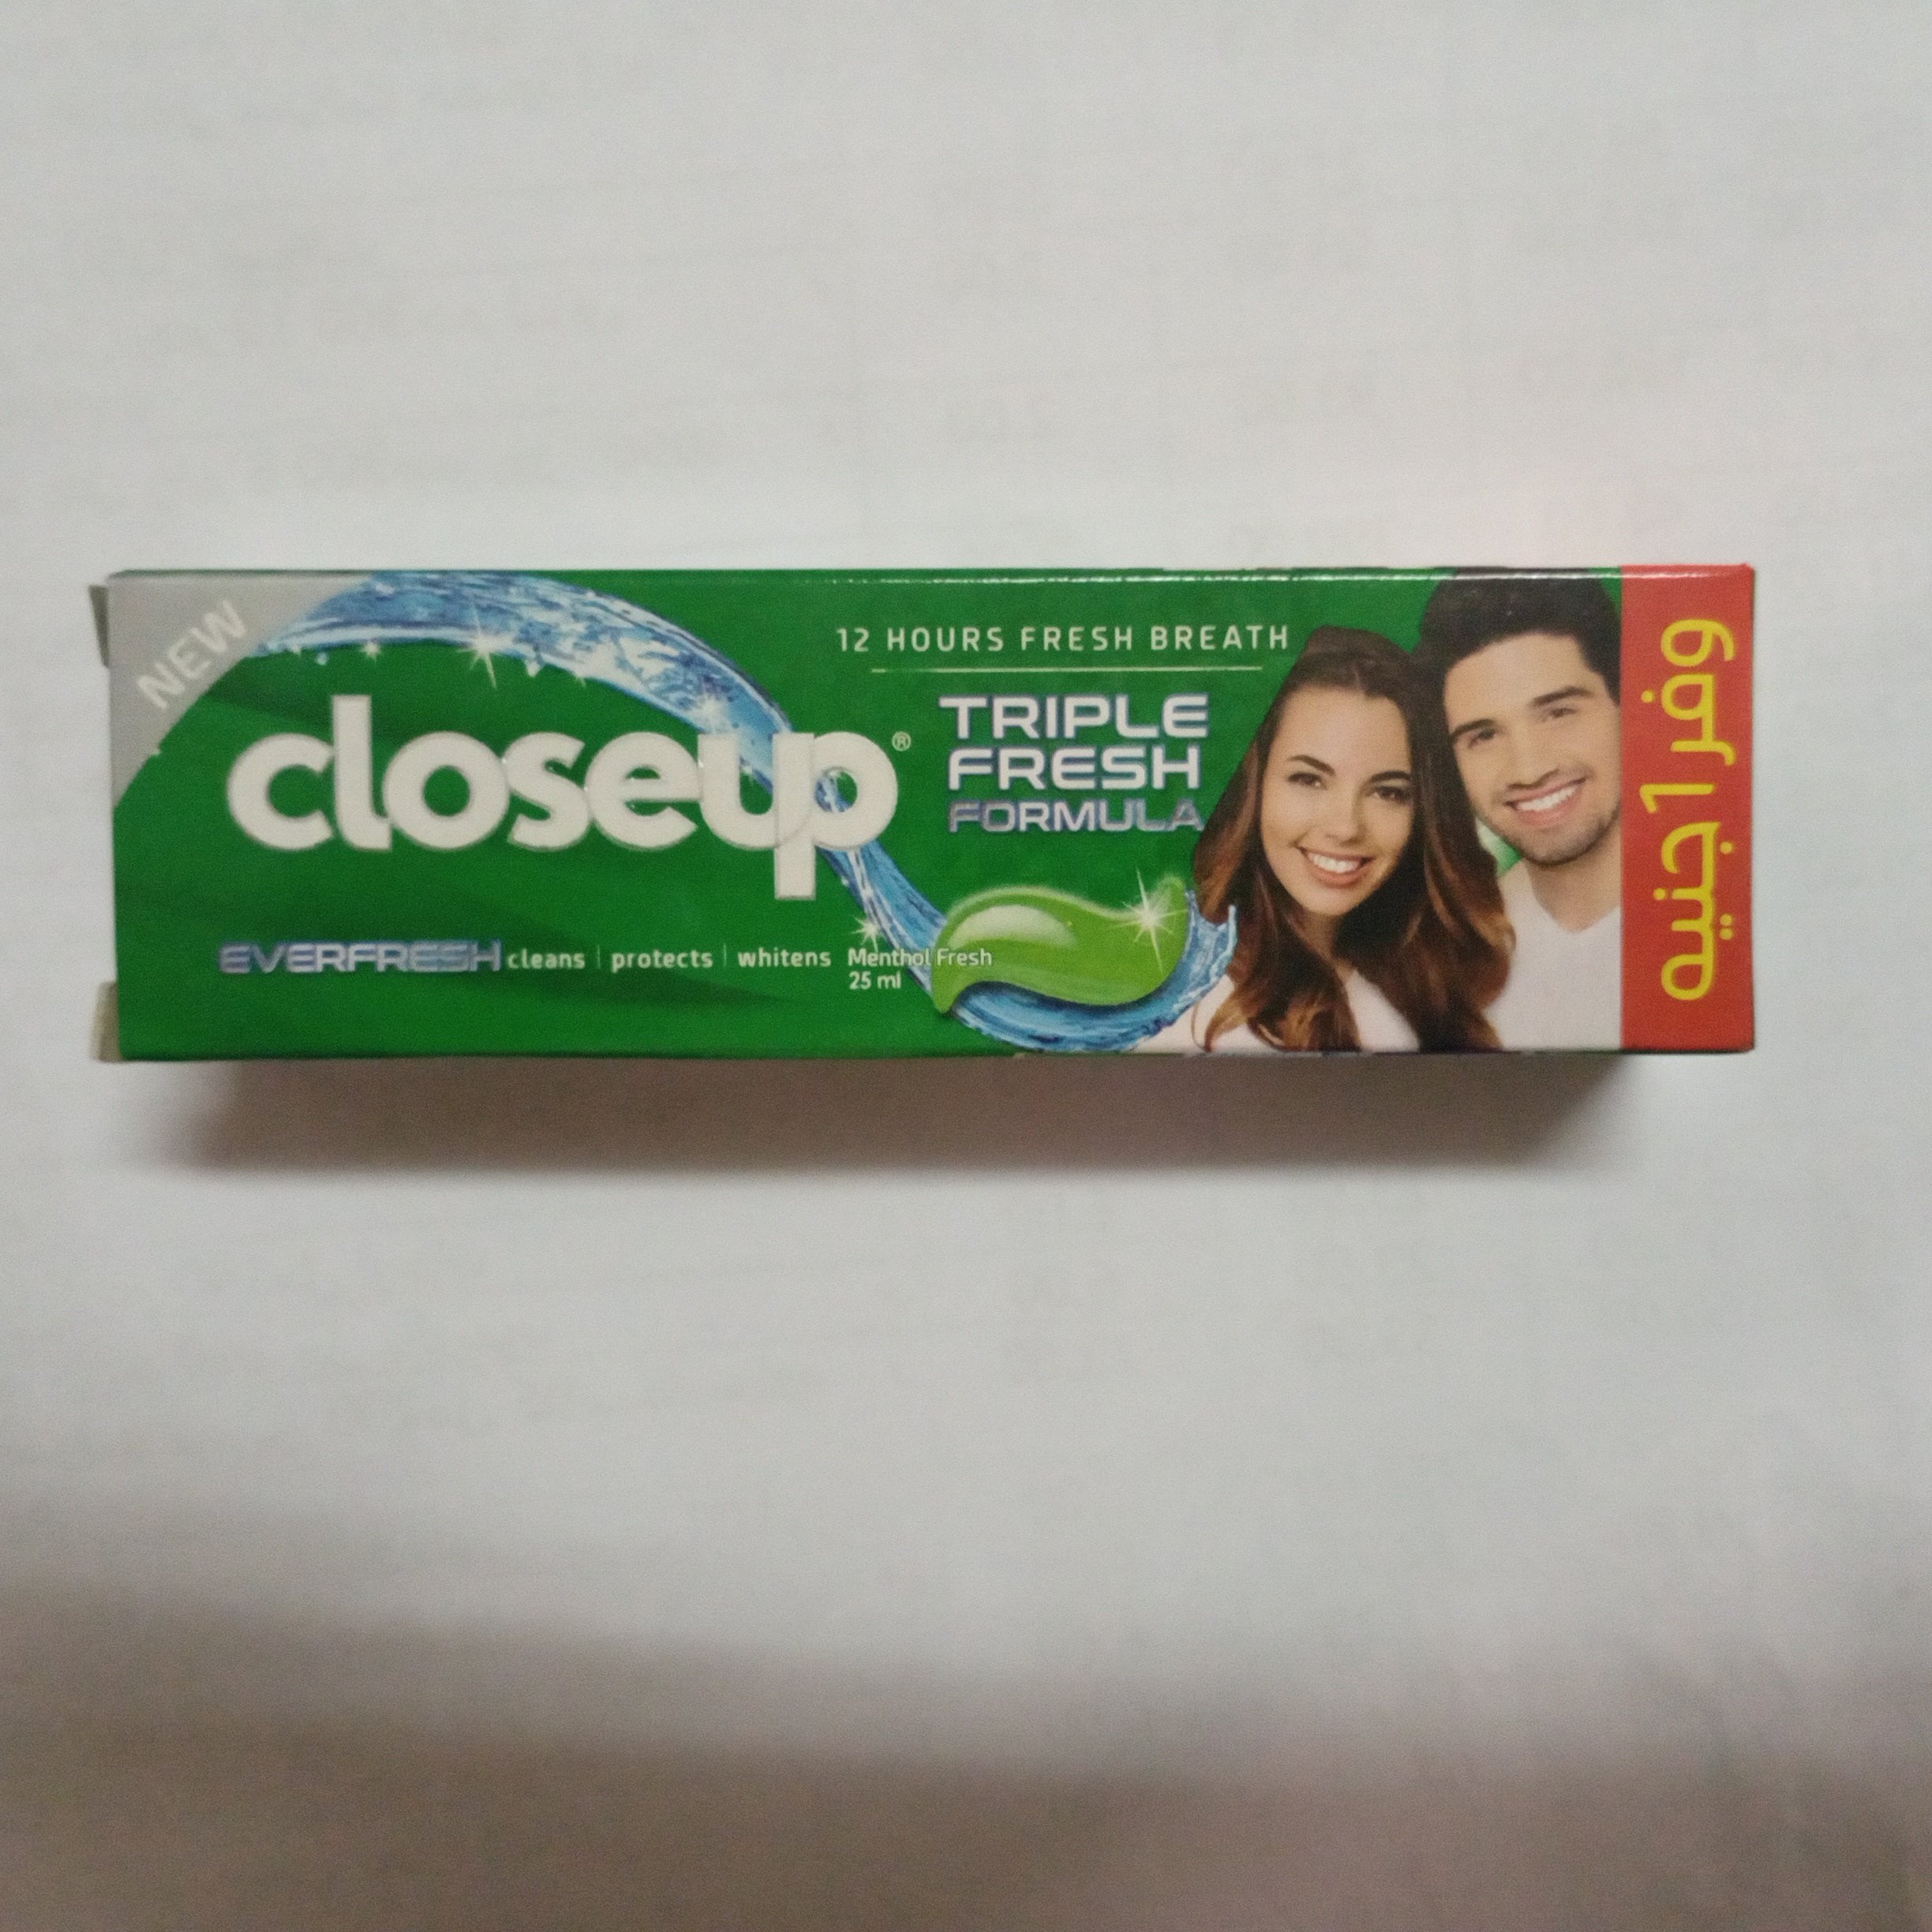 NEW
closeup®
12 HOURS FRESH BREATH
TRIPLE
FRESH
FORMULA
EVERFRESH cleans | protects | whitens Menthol Fresh
25 ml
وفر 1 جنيه